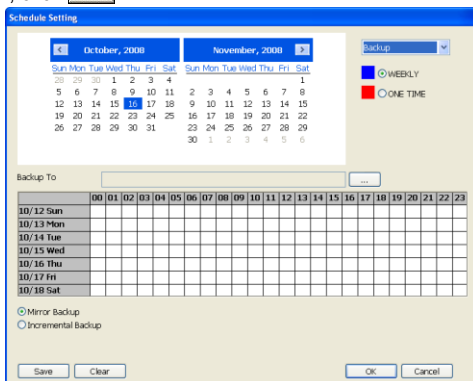 Schedule Setting
< October, 2008 November, 2008 >
Backup
Sun Mon Tue Wed Thu Fri Sat Sun Mon Tue Wed Thu Fri Sat
WEEKLY
28 29 30 1 2 3 4 1
ONE TIME
5 6 7 8 9 10 11 2 3 4 5 6 7 8
12 13 14 15 16 17 18 9 10 11 12 13 14 15
19 20 21 22 23 24 25 16 17 18 19 20 21 22
26 27 28 29 30 31 23 24 25 26 27 28 29
30 1 2 3 4 5 6
Backup To ...
00 01 02 03 04 05 06 07 08 09 10 11 12 13 14 15 16 17 18 19 20 21 22 23
10/12 Sun
10/13 Mon
10/14 Tue
10/15 Wed
10/16 Thu
10/17 Fri
10/18 Sat
Mirror Backup
Incremental Backup
Save Clear OK Cancel